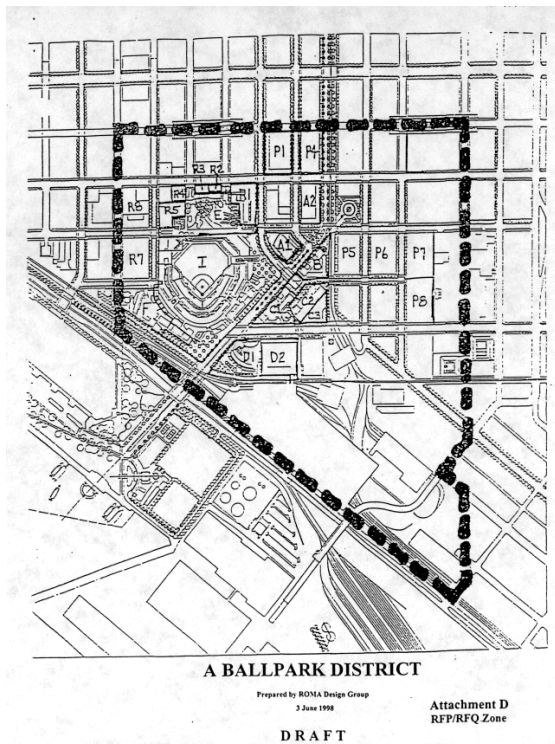 P1 P4
R3 R2
R4
A2
R6
R5
E
A1
I
R7
B
P5 P6 P7
F
C1
C2
C3
P8
D1
D2
A BALLPARK DISTRICT
Prepared by ROMA Design Group
3 June 1998
Attachment D
RFP/RFQ Zone
DRAFT